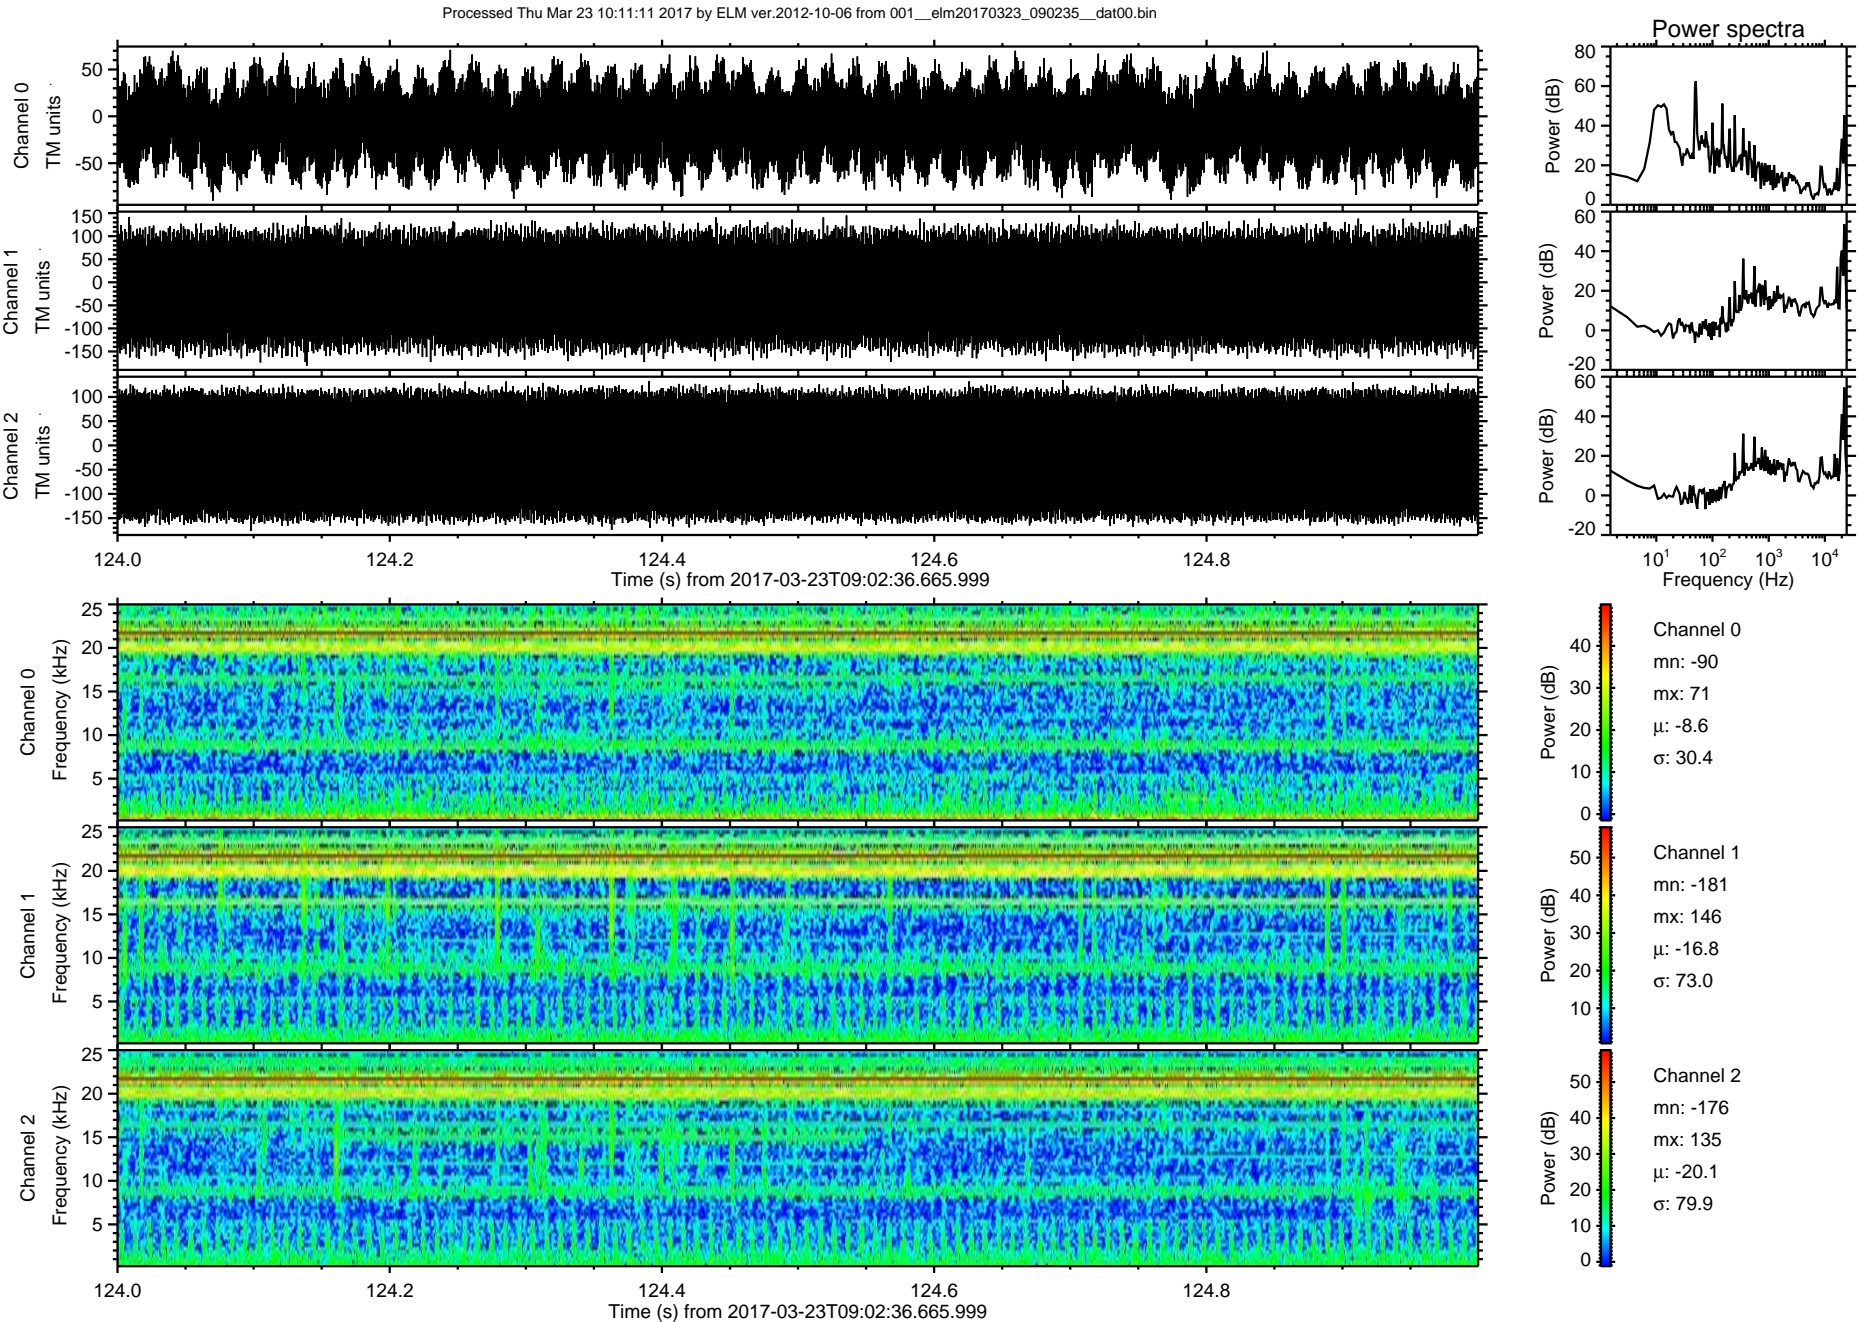 Processed Thu Mar 23 10:11:11 2017 by ELM ver.2012-10-06 from 001__elm20170323_090235__dat00.bin
Power spectra
Channel 0
TM units
50
0
-50
Power (dB)
80
60
40
20
0
Channel 1
TM units
150
100
50
0
-50
-100
-150
Power (dB)
60
40
20
0
-20
Channel 2
TM units
100
50
0
-50
-100
-150
Power (dB)
60
40
20
0
-20
124.0
124.2
124.4
124.6
124.8
Time (s) from 2017-03-23T09:02:36.665.999
10^1
10^2
10^3
10^4
Frequency (Hz)
Channel 0
Frequency (kHz)
25
20
15
10
5
Power (dB)
40
30
20
10
0
Channel 0
mn: -90
mx: 71
μ: -8.6
σ: 30.4
Channel 1
Frequency (kHz)
25
20
15
10
5
Power (dB)
50
40
30
20
10
Channel 1
mn: -181
mx: 146
μ: -16.8
σ: 73.0
Channel 2
Frequency (kHz)
25
20
15
10
5
Power (dB)
50
40
30
20
10
0
Channel 2
mn: -176
mx: 135
μ: -20.1
σ: 79.9
124.0
124.2
124.4
124.6
124.8
Time (s) from 2017-03-23T09:02:36.665.999